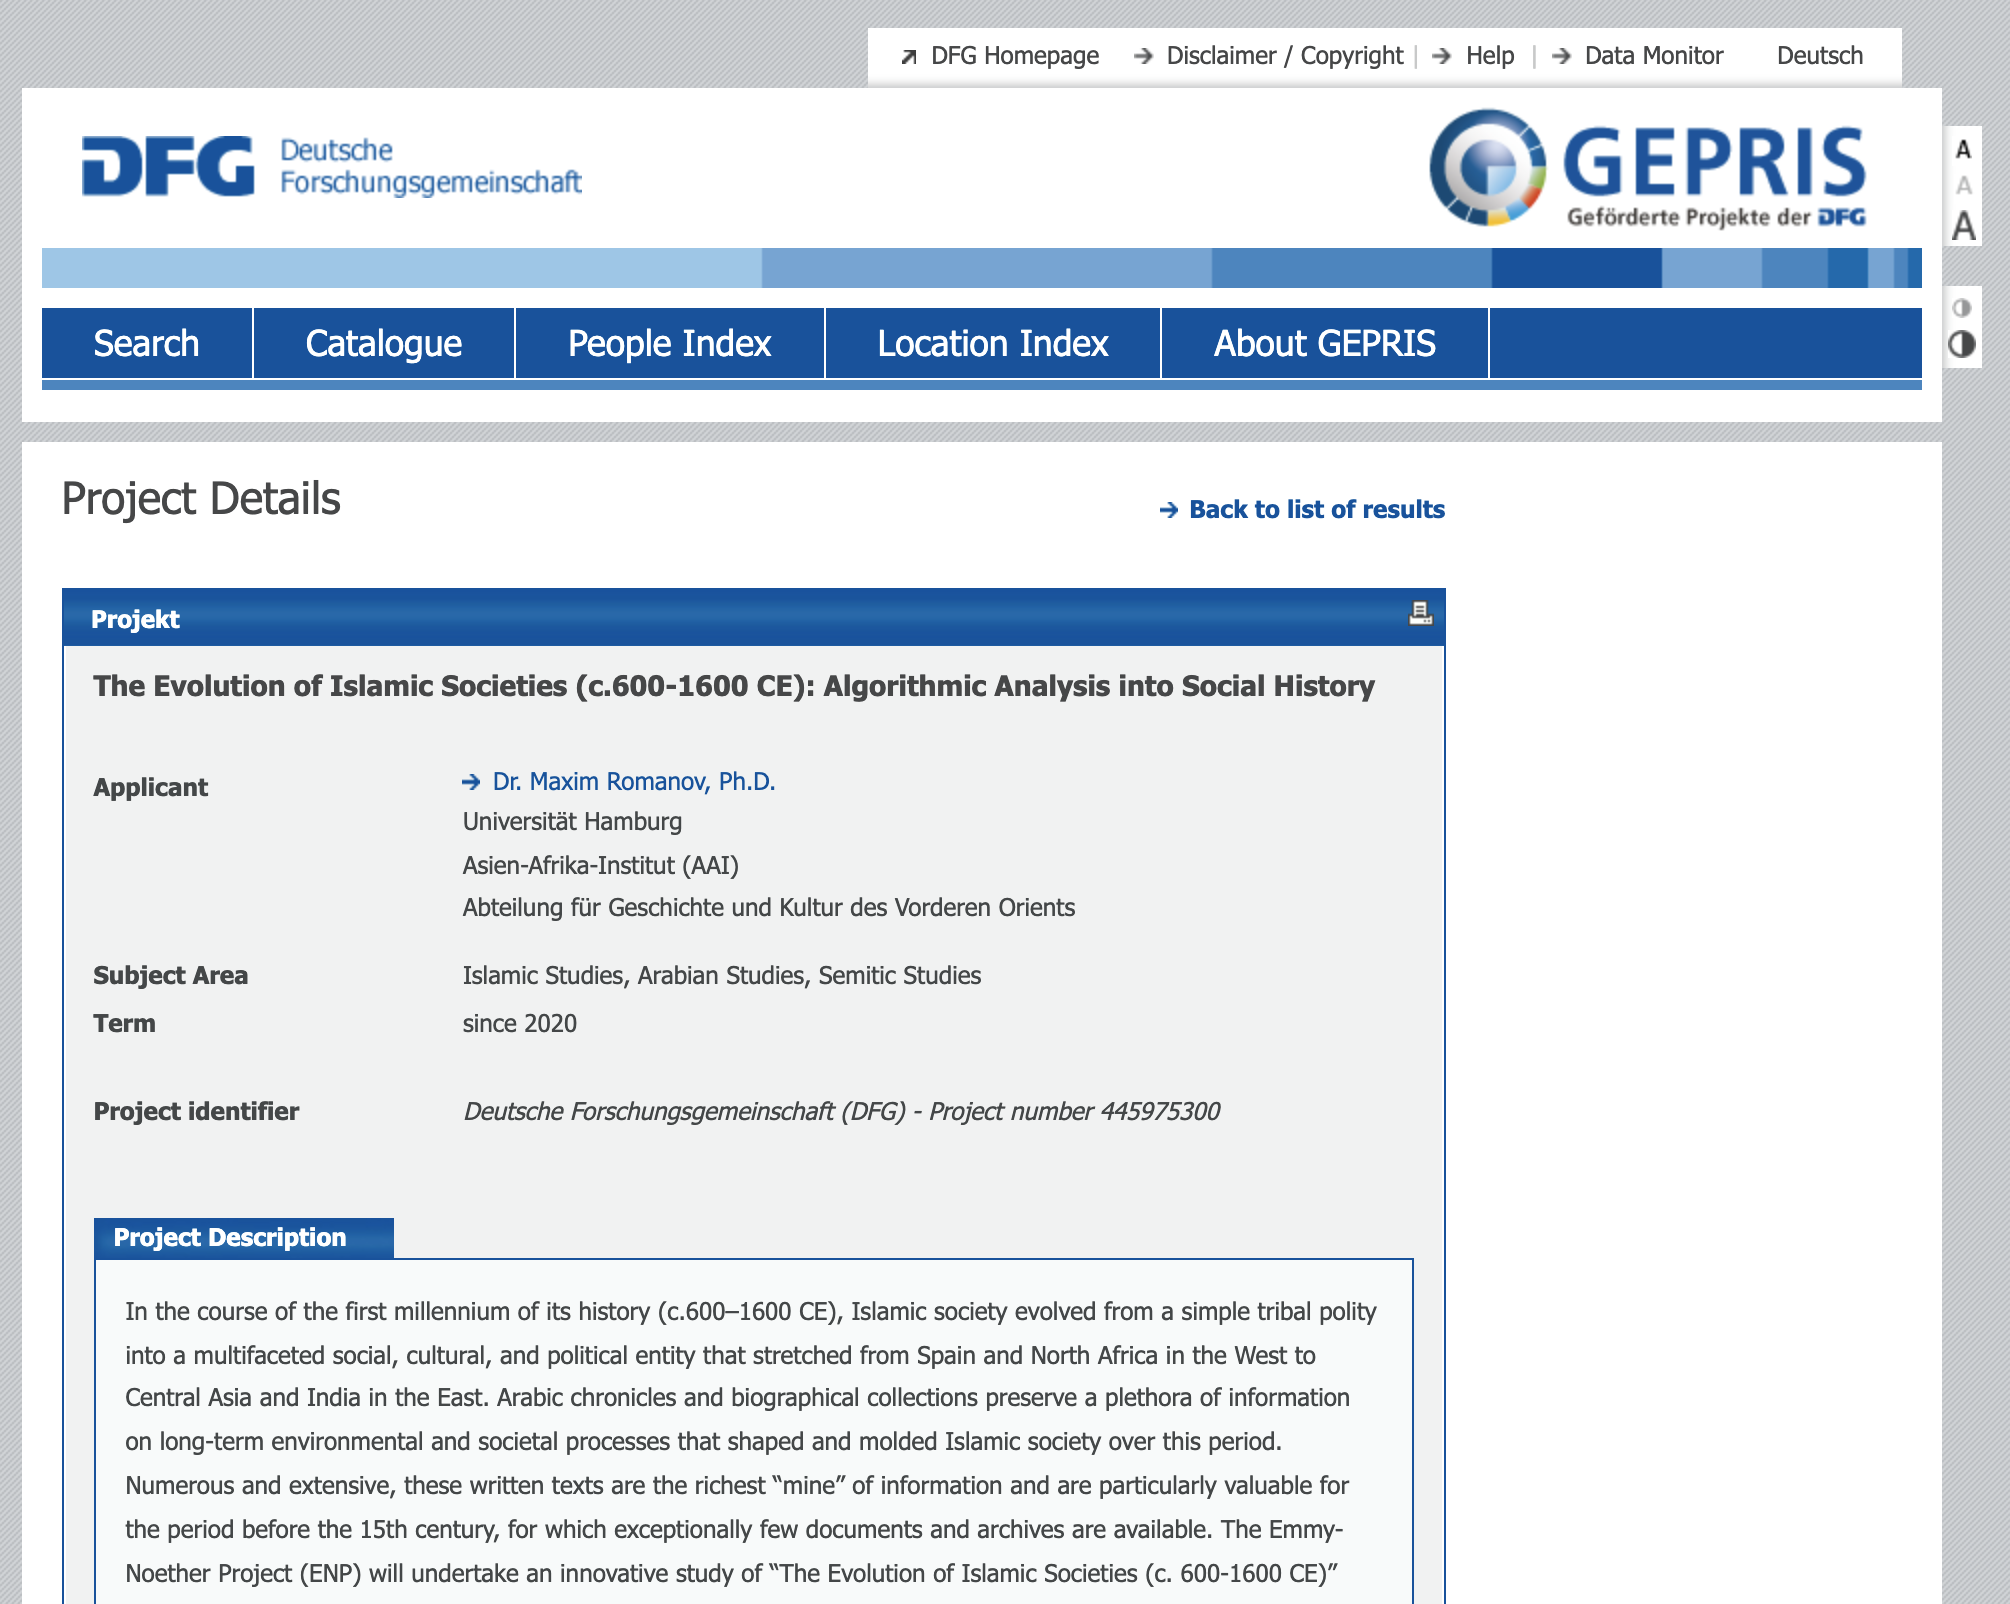 DFG Homepage Disclaimer / Copyright | Help | Data Monitor Deutsch
DFG Deutsche
Forschungsgemeinschaft
GEPRIS
Geförderte Projekte der DFG
A
A
A
Search Catalogue People Index Location Index About GEPRIS
Project Details
Back to list of results
Projekt
The Evolution of Islamic Societies (c.600-1600 CE): Algorithmic Analysis into Social History
Applicant Dr. Maxim Romanov, Ph.D.
Universität Hamburg
Asien-Afrika-Institut (AAI)
Abteilung für Geschichte und Kultur des Vorderen Orients
Subject Area Islamic Studies, Arabian Studies, Semitic Studies
Term since 2020
Project identifier Deutsche Forschungsgemeinschaft (DFG) - Project number 445975300
Project Description
In the course of the first millennium of its history (c.600–1600 CE), Islamic society evolved from a simple tribal polity
into a multifaceted social, cultural, and political entity that stretched from Spain and North Africa in the West to
Central Asia and India in the East. Arabic chronicles and biographical collections preserve a plethora of information
on long-term environmental and societal processes that shaped and molded Islamic society over this period.
Numerous and extensive, these written texts are the richest “mine” of information and are particularly valuable for
the period before the 15th century, for which exceptionally few documents and archives are available. The Emmy-
Noether Project (ENP) will undertake an innovative study of “The Evolution of Islamic Societies (c. 600-1600 CE)”